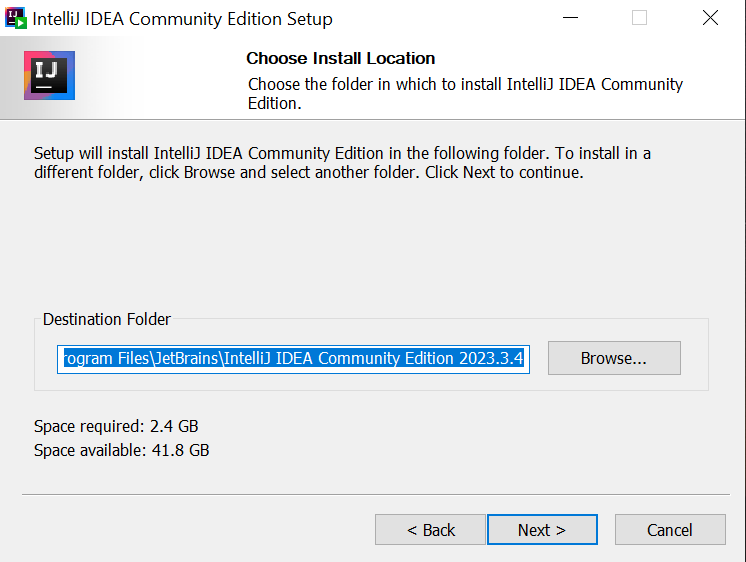 IntelliJ IDEA Community Edition Setup
IJ
Choose Install Location
Choose the folder in which to install IntelliJ IDEA Community
Edition.
Setup will install IntelliJ IDEA Community Edition in the following folder. To install in a
different folder, click Browse and select another folder. Click Next to continue.
Destination Folder
rogram Files\JetBrains\IntelliJ IDEA Community Edition 2023.3.4
Browse...
Space required: 2.4 GB
Space available: 41.8 GB
< Back
Next >
Cancel